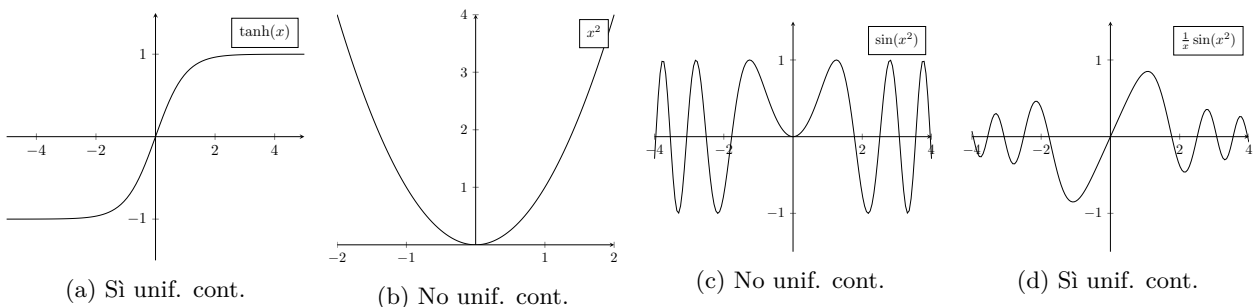 tanh(x)
1
−4 −2 2 4
−1
(a) Sì unif. cont.
x²
4
3
2
1
−2 −1 1 2
(b) No unif. cont.
sin(x²)
1
−4 −2 2 4
−1
(c) No unif. cont.
1/x sin(x²)
1
−4 −2 2 4
−1
(d) Sì unif. cont.